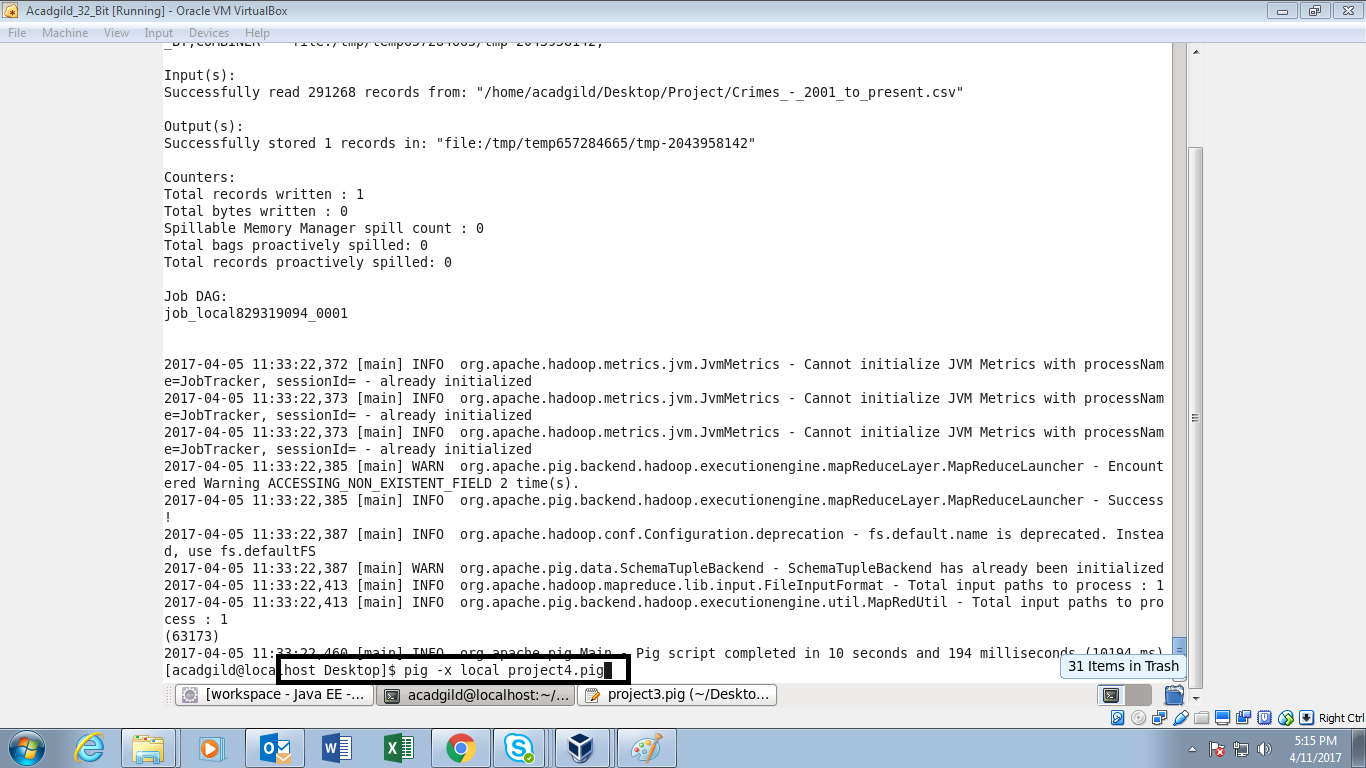 Acadgild_32_Bit [Running] - Oracle VM VirtualBox
File Machine View Input Devices Help
_BY,COMBINER file:/tmp/temp657284665/tmp-2043958142,
Input(s):
Successfully read 291268 records from: "/home/acadgild/Desktop/Project/Crimes_-_2001_to_present.csv"
Output(s):
Successfully stored 1 records in: "file:/tmp/temp657284665/tmp-2043958142"
Counters:
Total records written : 1
Total bytes written : 0
Spillable Memory Manager spill count : 0
Total bags proactively spilled: 0
Total records proactively spilled: 0
Job DAG:
job_local829319094_0001
2017-04-05 11:33:22,372 [main] INFO  org.apache.hadoop.metrics.jvm.JvmMetrics - Cannot initialize JVM Metrics with processNam
e=JobTracker, sessionId= - already initialized
2017-04-05 11:33:22,373 [main] INFO  org.apache.hadoop.metrics.jvm.JvmMetrics - Cannot initialize JVM Metrics with processNam
e=JobTracker, sessionId= - already initialized
2017-04-05 11:33:22,373 [main] INFO  org.apache.hadoop.metrics.jvm.JvmMetrics - Cannot initialize JVM Metrics with processNam
e=JobTracker, sessionId= - already initialized
2017-04-05 11:33:22,385 [main] WARN  org.apache.pig.backend.hadoop.executionengine.mapReduceLayer.MapReduceLauncher - Encount
ered Warning ACCESSING_NON_EXISTENT_FIELD 2 time(s).
2017-04-05 11:33:22,385 [main] INFO  org.apache.pig.backend.hadoop.executionengine.mapReduceLayer.MapReduceLauncher - Success
!
2017-04-05 11:33:22,387 [main] INFO  org.apache.hadoop.conf.Configuration.deprecation - fs.default.name is deprecated. Instea
d, use fs.defaultFS
2017-04-05 11:33:22,387 [main] WARN  org.apache.pig.data.SchemaTupleBackend - SchemaTupleBackend has already been initialized
2017-04-05 11:33:22,413 [main] INFO  org.apache.hadoop.mapreduce.lib.input.FileInputFormat - Total input paths to process : 1
2017-04-05 11:33:22,413 [main] INFO  org.apache.pig.backend.hadoop.executionengine.util.MapRedUtil - Total input paths to pro
cess : 1
(63173)
2017-04-05 11:33:22,460 [main] INFO  org.apache.pig.Main - Pig script completed in 10 seconds and 194 milliseconds (10194 ms)
[acadgild@localhost Desktop]$ pig -x local project4.pig
31 Items in Trash
[workspace - Java EE -... acadgild@localhost:~/... project3.pig (~/Deskto...
Right Ctrl
5:15 PM
4/11/2017